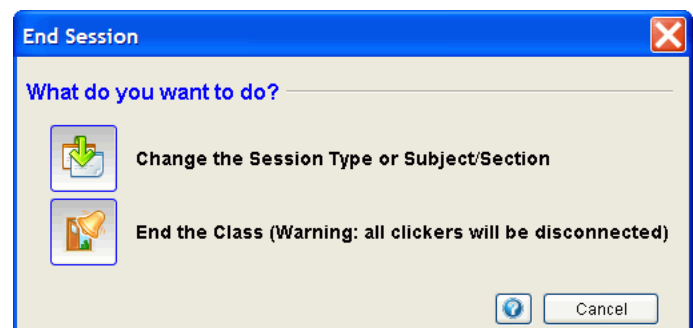 End Session
What do you want to do?
Change the Session Type or Subject/Section
End the Class (Warning: all clickers will be disconnected)
Cancel